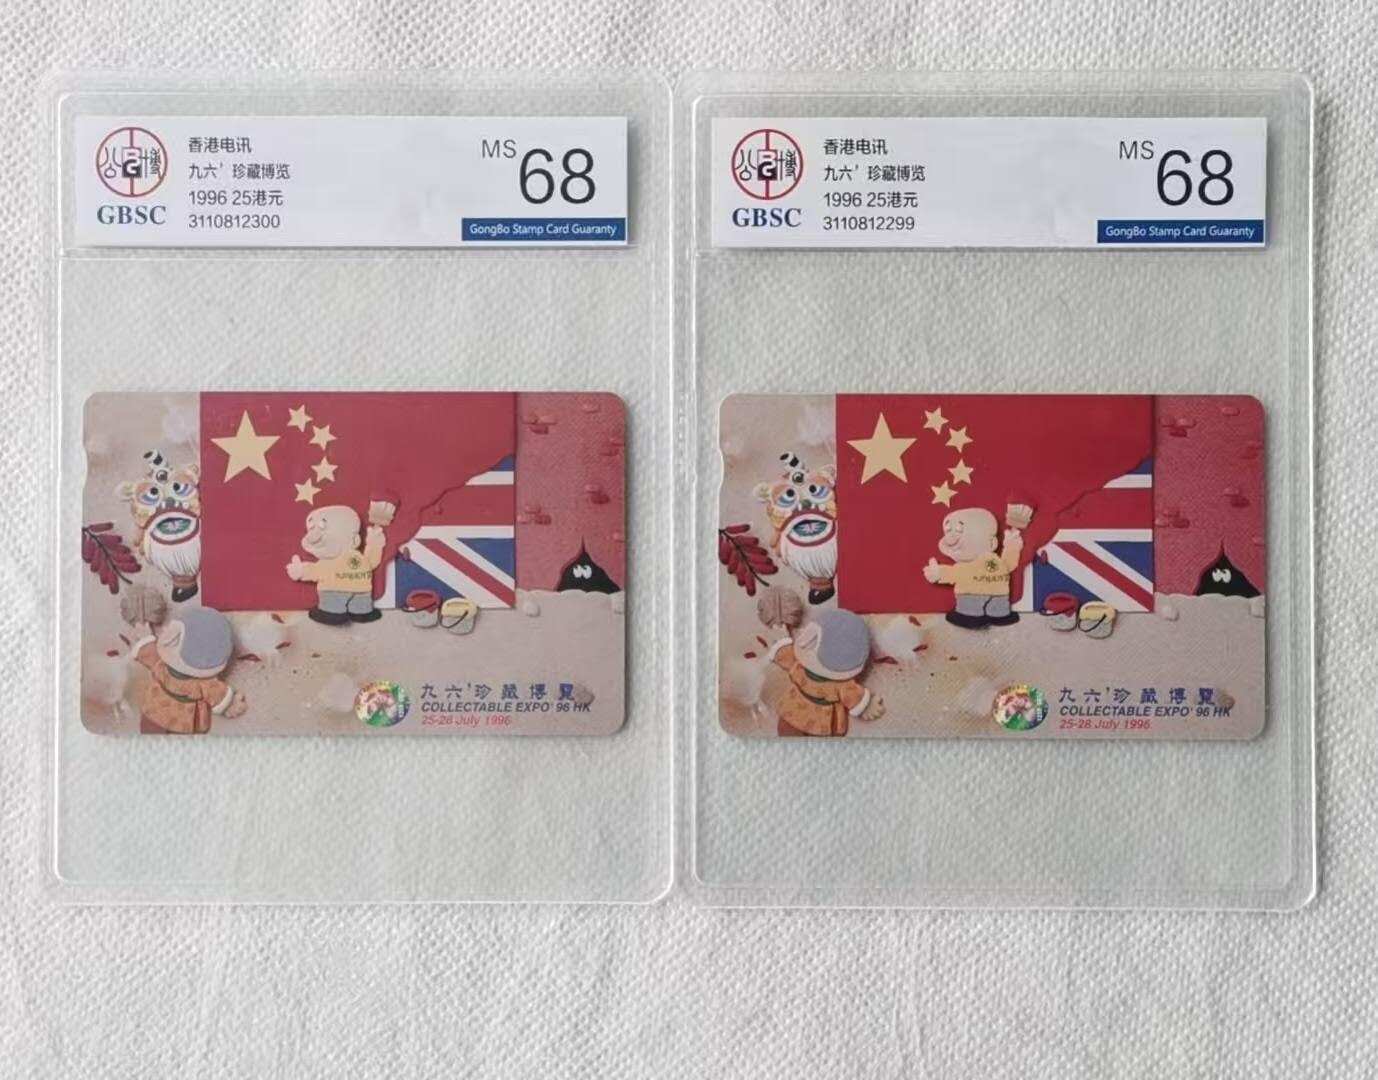 香港电讯
九六’珍藏博览
1996 25港元
3110812300
MS 68
GBSC
GongBo Stamp Card Guaranty
九六’珍藏博覽
COLLECTABLE EXPO' 96 HK
25-28 July 1996
香港电讯
九六’珍藏博览
1996 25港元
3110812299
MS 68
GBSC
GongBo Stamp Card Guaranty
九六’珍藏博覽
COLLECTABLE EXPO' 96 HK
25-28 July 1996